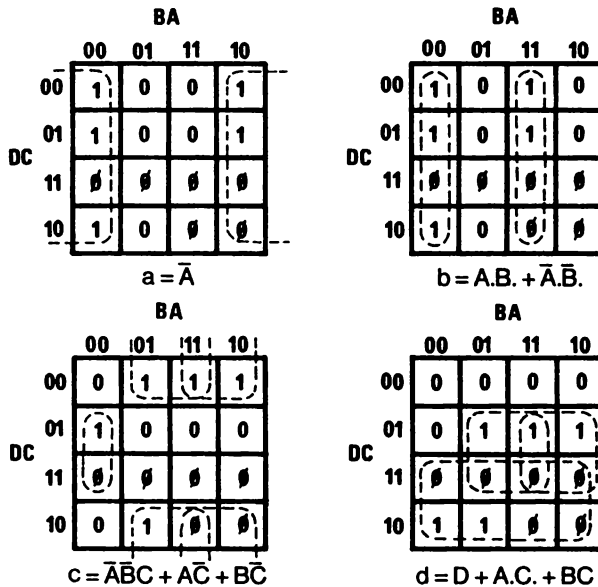 BA
00 01 11 10
00 1 0 0 1
01 1 0 0 1
DC
11 Ø Ø Ø Ø
10 1 0 Ø Ø
a = Ā
BA
00 01 11 10
00 1 0 1 0
01 1 0 1 0
DC
11 Ø Ø Ø Ø
10 1 0 Ø Ø
b = A.B. + Ā.B̄.
BA
00 01 11 10
00 0 1 1 1
01 1 0 0 0
DC
11 Ø Ø Ø Ø
10 0 1 Ø Ø
c = ĀB̄C + AC̄ + BC̄
BA
00 01 11 10
00 0 0 0 0
01 0 1 1 1
DC
11 Ø Ø Ø Ø
10 1 1 Ø Ø
d = D + A.C. + BC